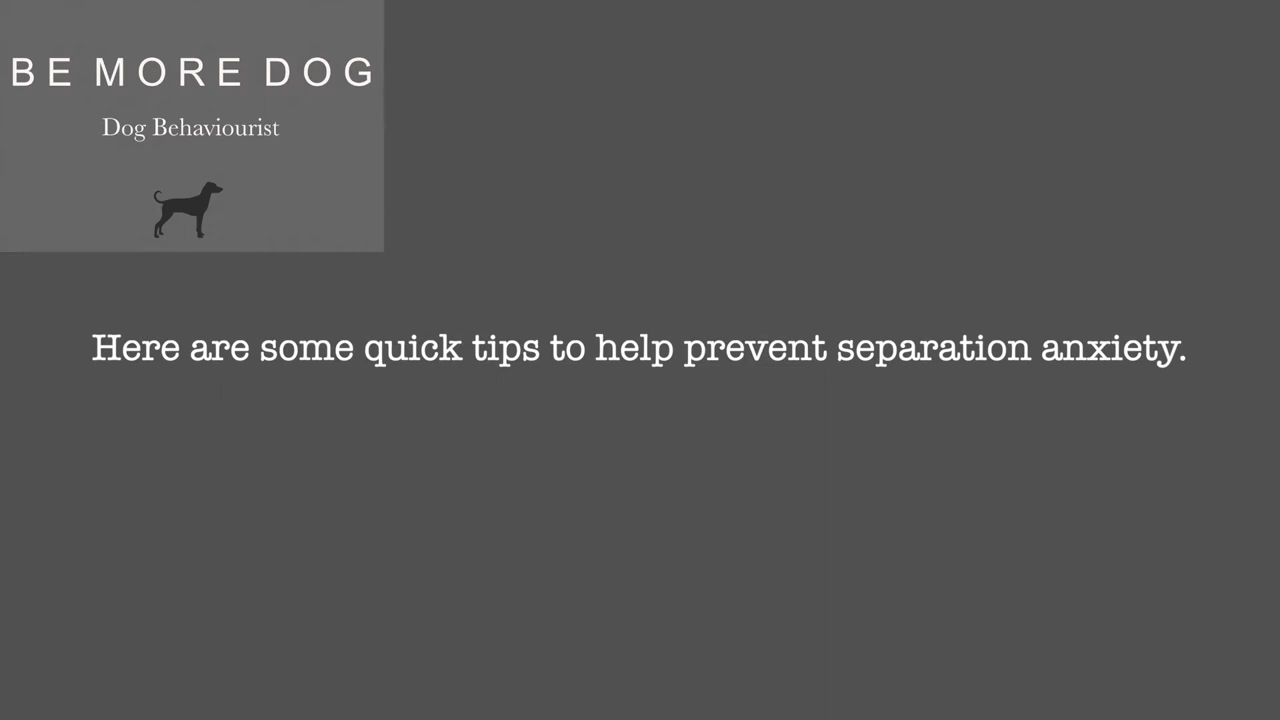 BE MORE DOG
Dog Behaviourist
Here are some quick tips to help prevent separation anxiety.